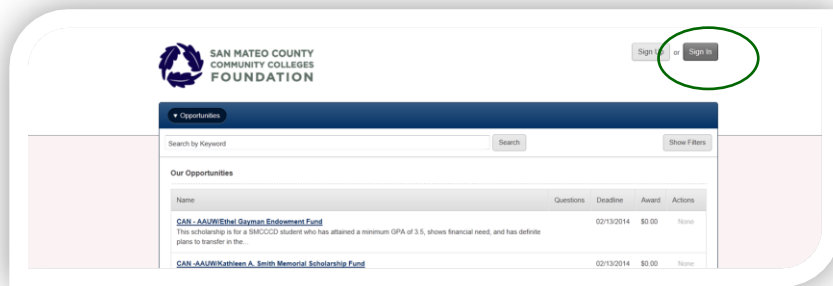 SAN MATEO COUNTY
COMMUNITY COLLEGES
FOUNDATION
Sign Up or Sign In
▾ Opportunities
Search by Keyword Search Show Filters
Our Opportunities
Name Questions Deadline Award Actions
CAN - AAUW/Ethel Gayman Endowment Fund 02/13/2014 $0.00 None
This scholarship is for a SMCCCD student who has attained a minimum GPA of 3.5, shows financial need, and has definite
plans to transfer in the...
CAN -AAUW/Kathleen A. Smith Memorial Scholarship Fund 02/13/2014 $0.00 None